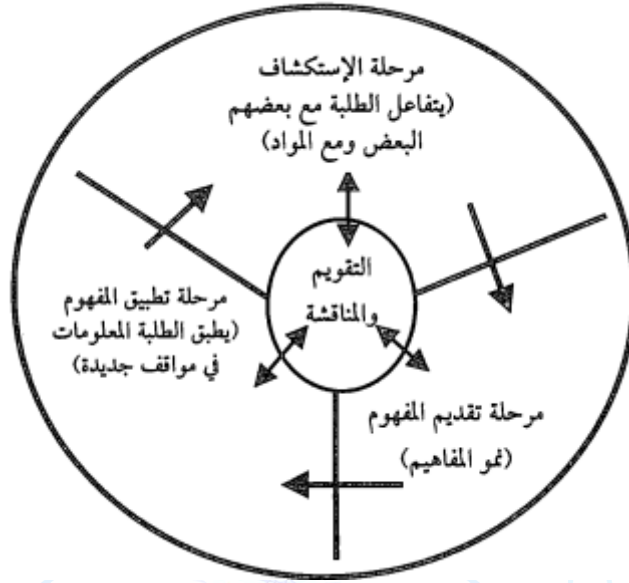 مرحلة الإستكشاف
(يتفاعل الطلبة مع بعضهم
البعض ومع المواد)
التقويم
والمناقشة
مرحلة تقديم المفهوم
(نمو المفاهيم)
مرحلة تطبيق المفهوم
(يطبق الطلبة المعلومات
في مواقف جديدة)